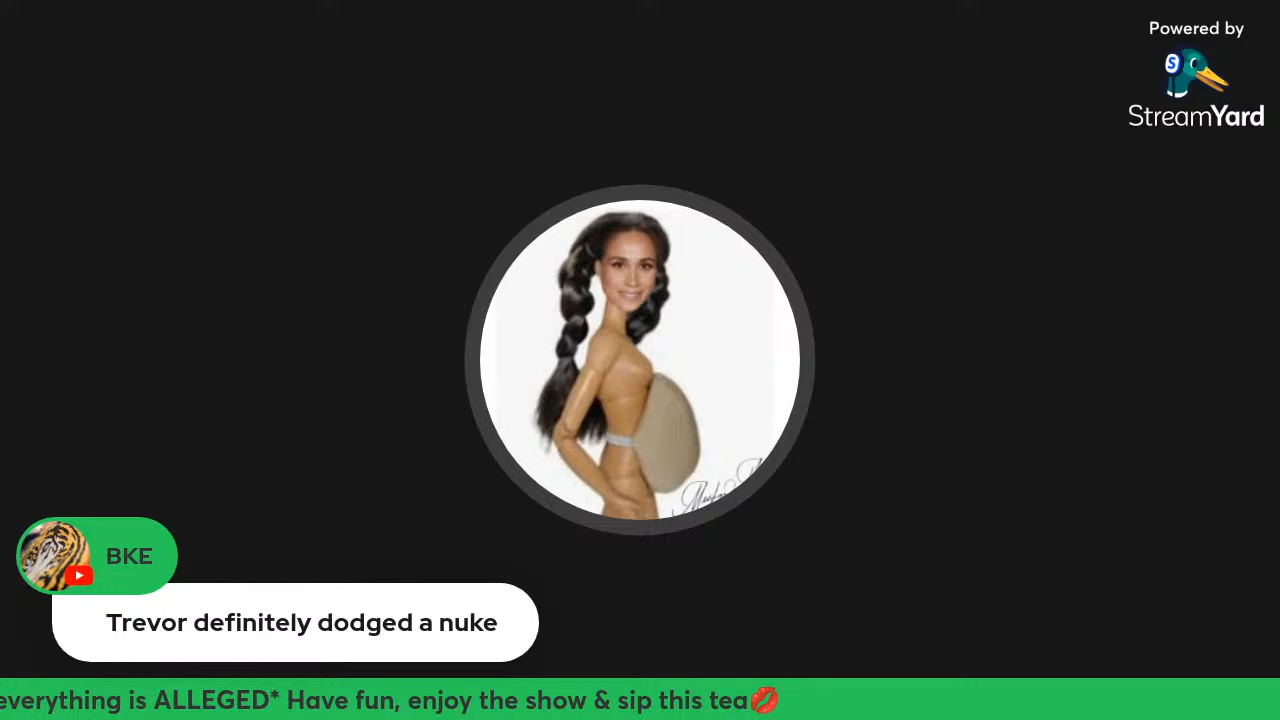 Powered by
S
StreamYard
BKE
Trevor definitely dodged a nuke
everything is ALLEGED* Have fun, enjoy the show & sip this tea💋